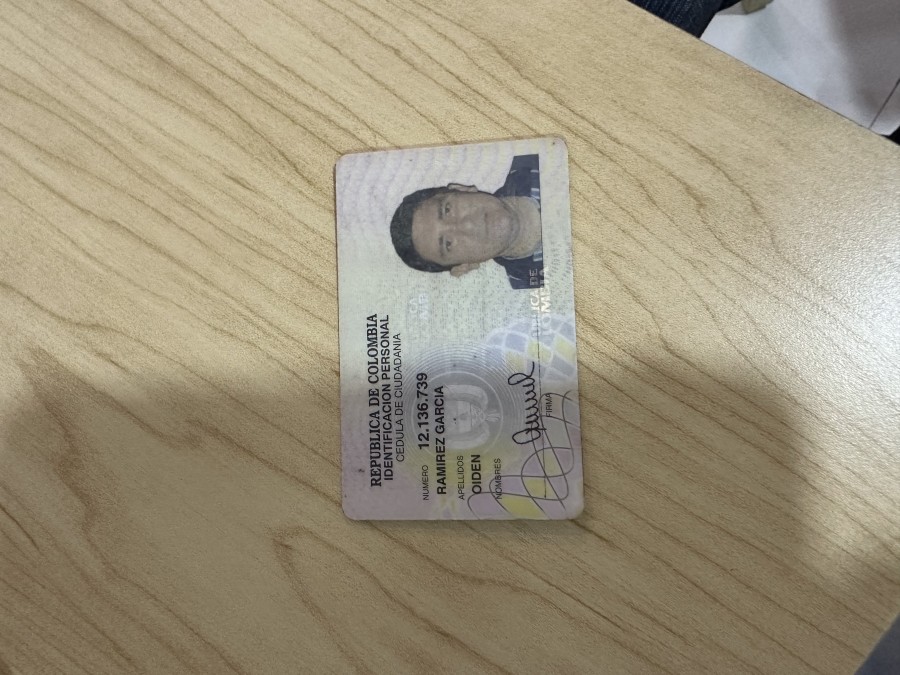 REPUBLICA DE COLOMBIA
IDENTIFICACION PERSONAL
CEDULA DE CIUDADANIA
NUMERO 12.136.739
RAMIREZ GARCIA
APELLIDOS
OIDEN
NOMBRES
FIRMA